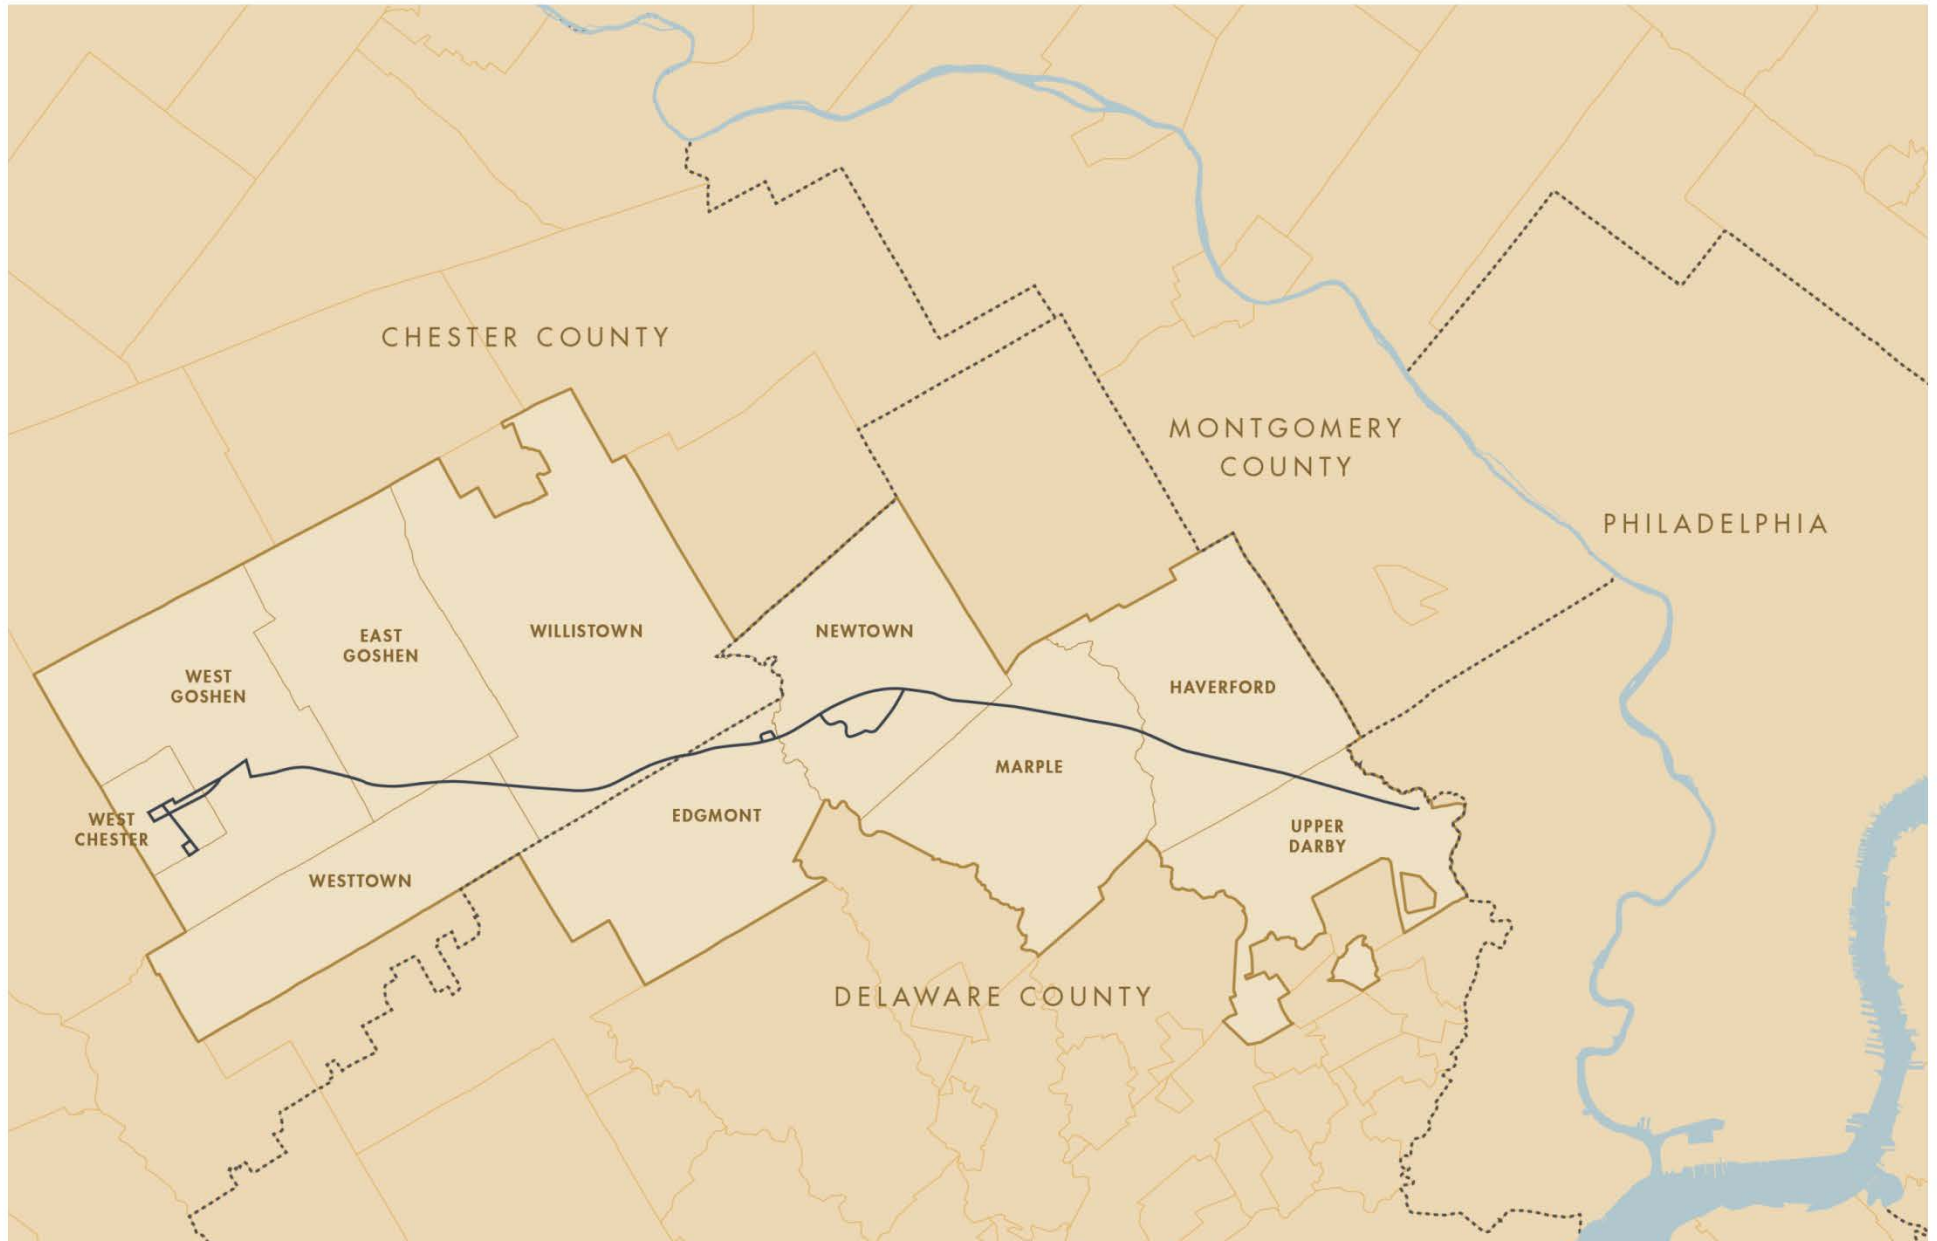 CHESTER COUNTY
MONTGOMERY
COUNTY
PHILADELPHIA
WILLISTOWN
NEWTOWN
EAST
GOSHEN
WEST
GOSHEN
HAVERFORD
MARPLE
EDGMONT
WEST
CHESTER
UPPER
DARBY
WESTTOWN
DELAWARE COUNTY